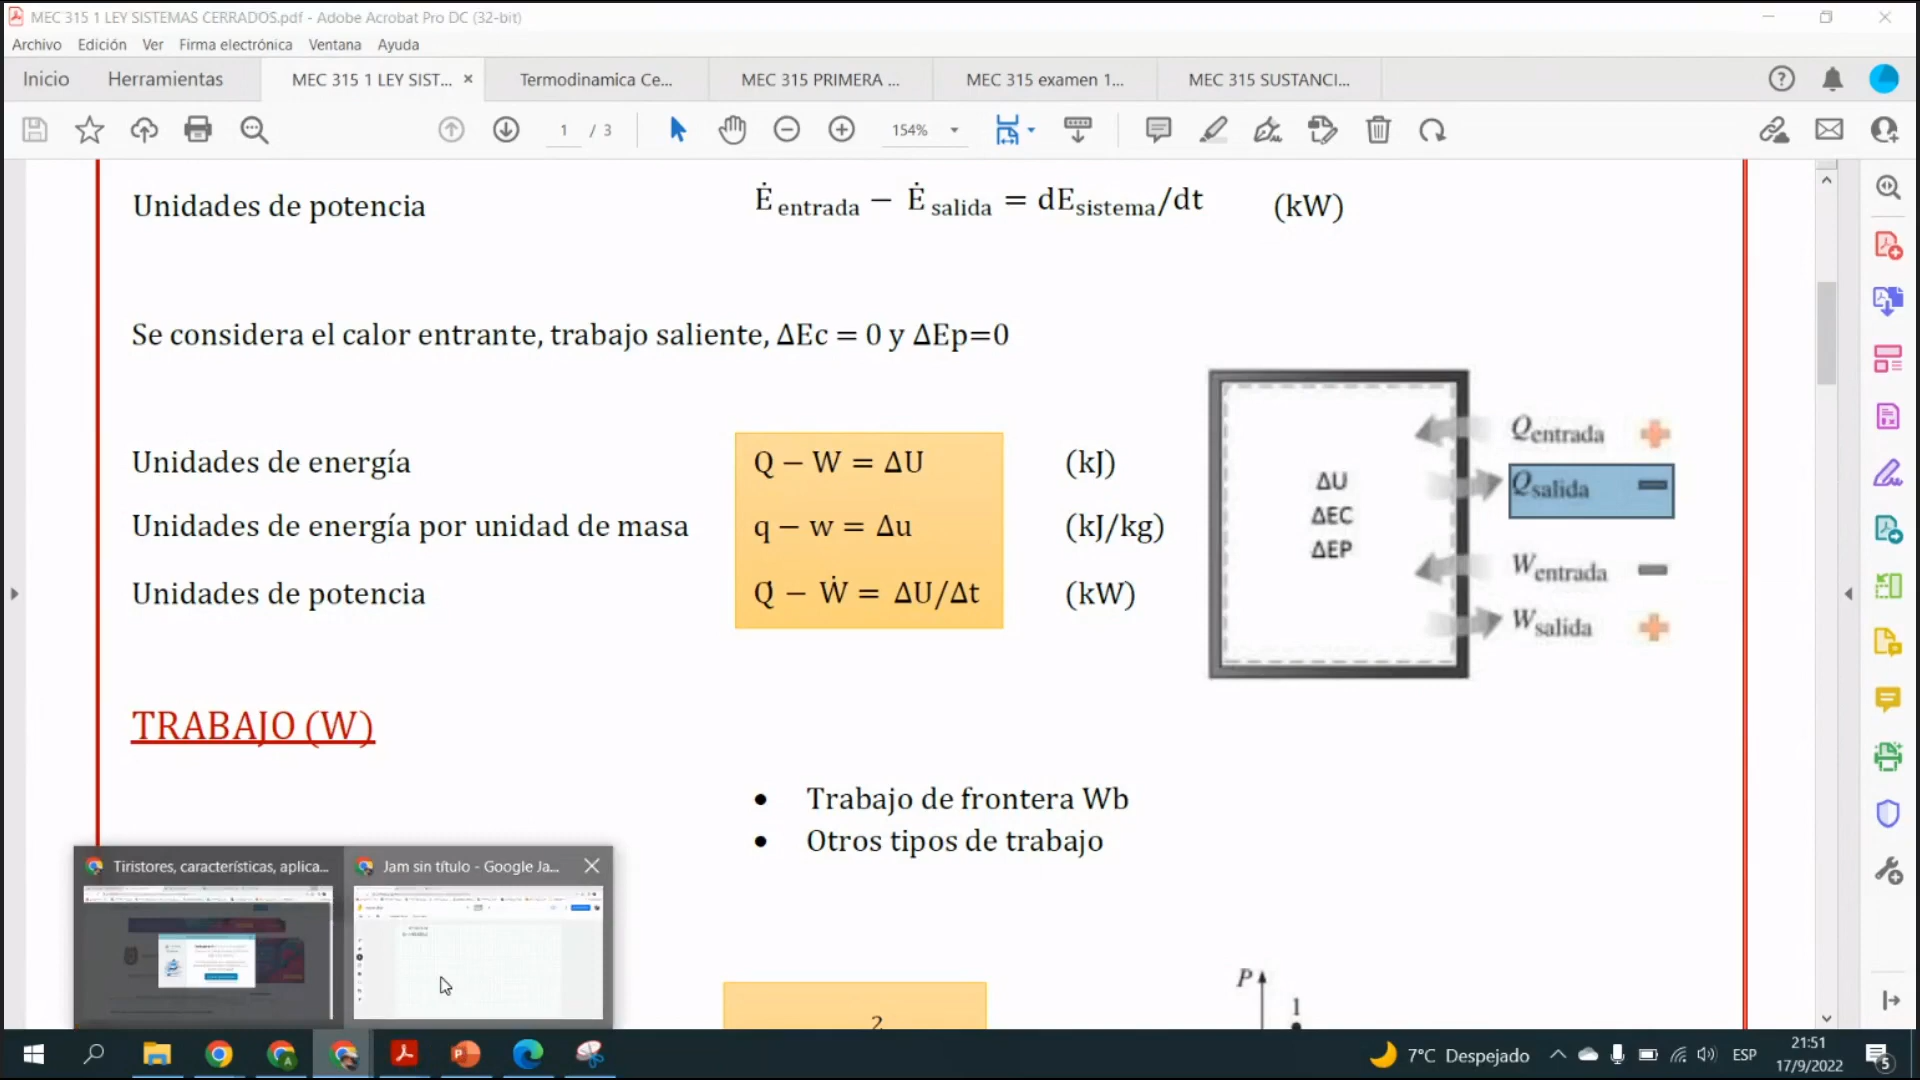 MEC 315 1 LEY SISTEMAS CERRADOS.pdf - Adobe Acrobat Pro DC (32-bit)
Archivo Edición Ver Firma electrónica Ventana Ayuda
Inicio Herramientas MEC 315 1 LEY SIST... × Termodinamica Ce... MEC 315 PRIMERA ... MEC 315 examen 1... MEC 315 SUSTANCI...
1 / 3 154%
Unidades de potencia Ė entrada − Ė salida = dEsistema/dt (kW)
Se considera el calor entrante, trabajo saliente, ΔEc = 0 y ΔEp=0
Unidades de energía Q − W = ΔU (kJ)
Unidades de energía por unidad de masa q − w = Δu (kJ/kg)
Unidades de potencia Q̇ − Ẇ = ΔU/Δt (kW)
ΔU
ΔEC
ΔEP
Qentrada +
Qsalida −
Wentrada −
Wsalida +
TRABAJO (W)
• Trabajo de frontera Wb
• Otros tipos de trabajo
Tiristores, características, aplica... Jam sin título - Google Ja...
2
P
1
7°C Despejado ESP 21:51
17/9/2022
5